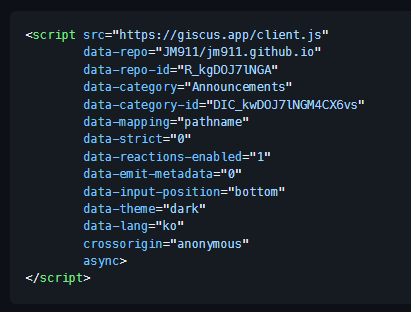 <script src="https://giscus.app/client.js"
data-repo="JM911/jm911.github.io"
data-repo-id="R_kgDOJ7lNGA"
data-category="Announcements"
data-category-id="DIC_kwDOJ7lNGM4CX6vs"
data-mapping="pathname"
data-strict="0"
data-reactions-enabled="1"
data-emit-metadata="0"
data-input-position="bottom"
data-theme="dark"
data-lang="ko"
crossorigin="anonymous"
async>
</script>